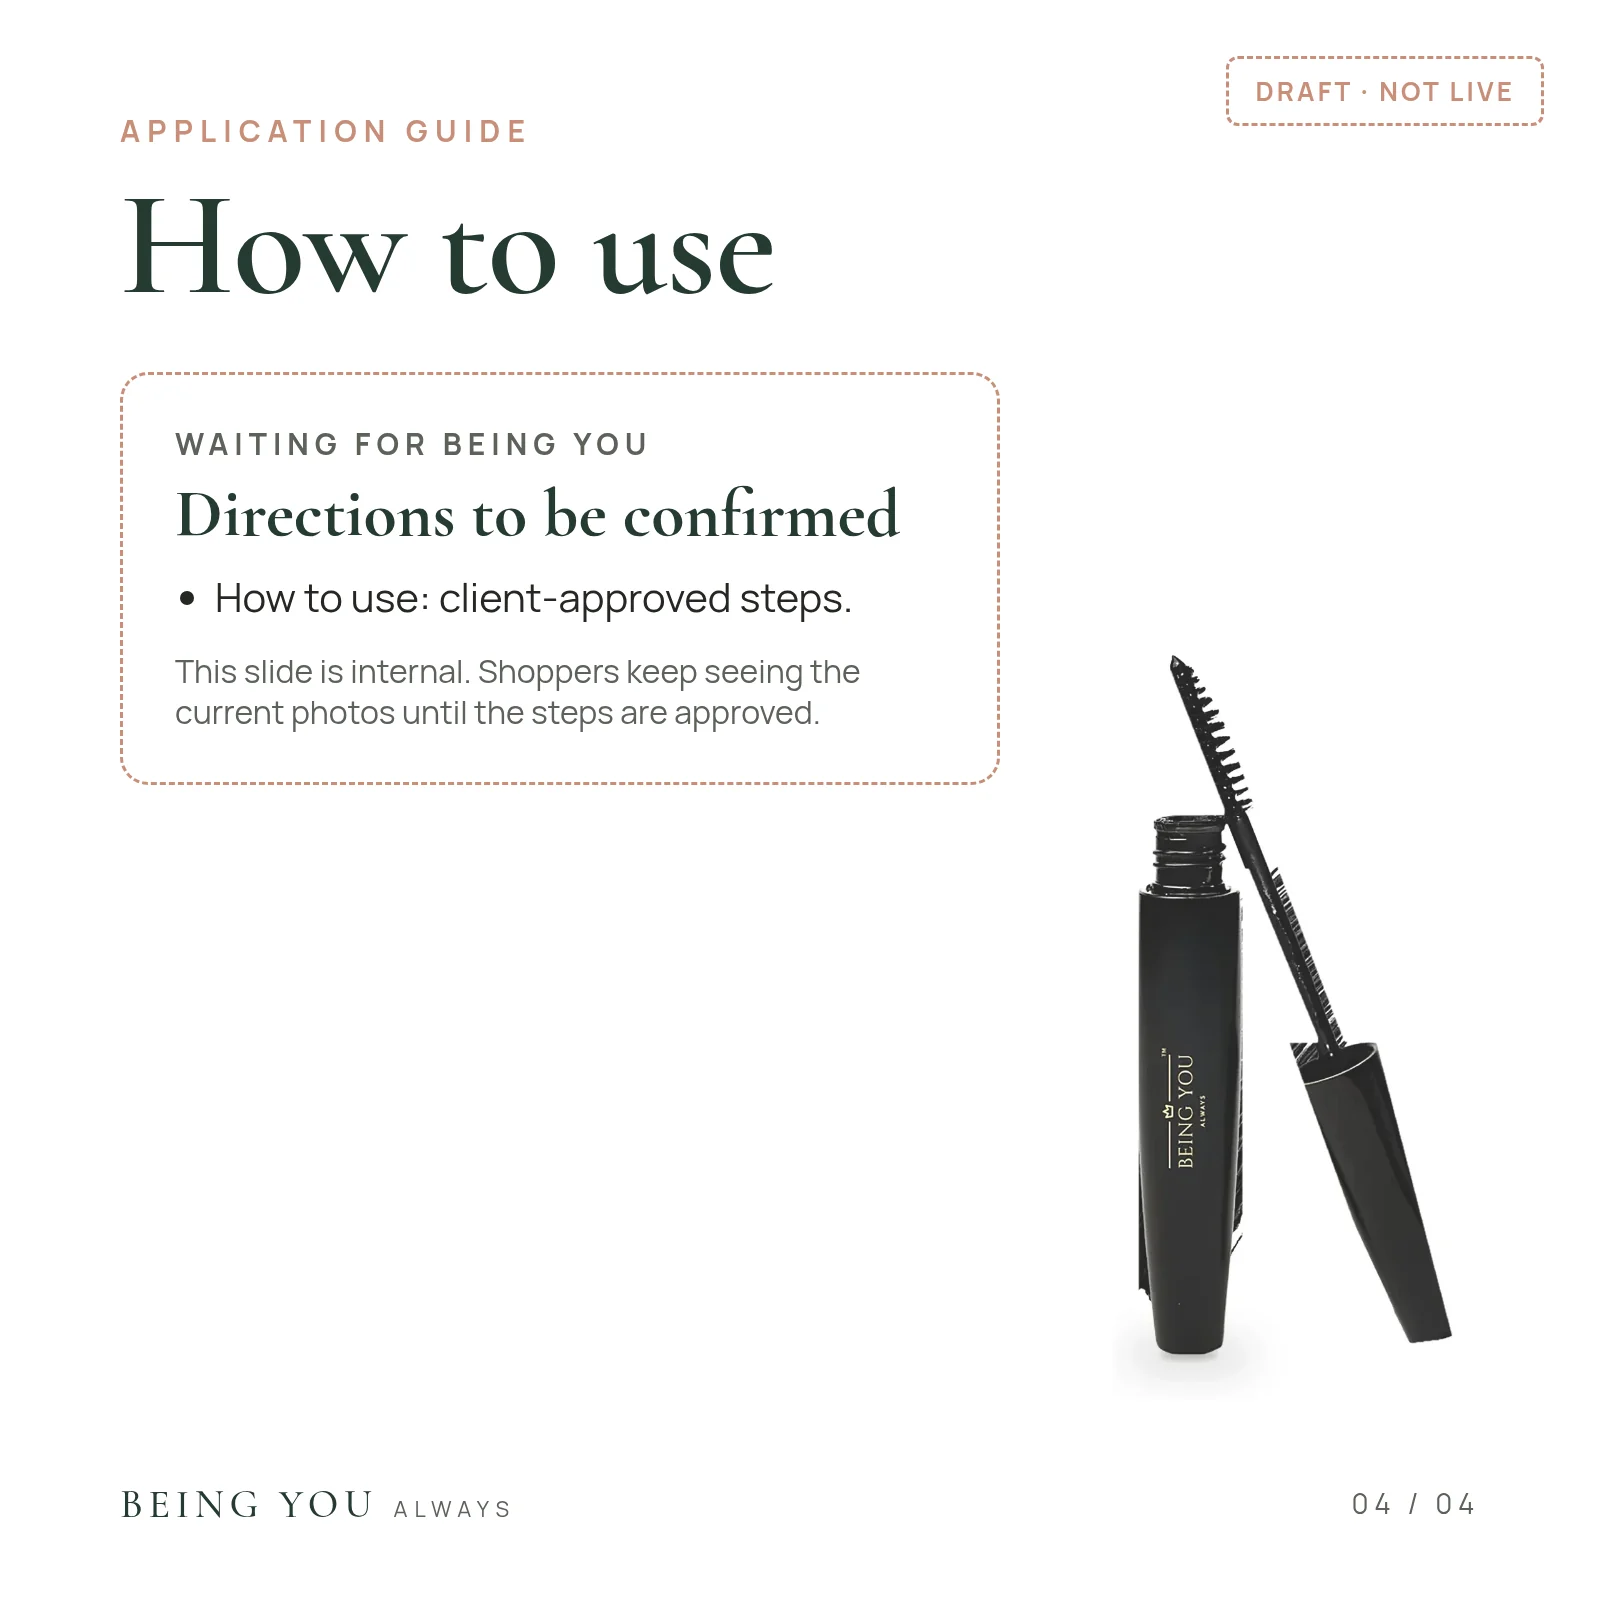 DRAFT · NOT LIVE
APPLICATION GUIDE
How to use
WAITING FOR BEING YOU
Directions to be confirmed
• How to use: client-approved steps.
This slide is internal. Shoppers keep seeing the
current photos until the steps are approved.
TM
BEING YOU
ALWAYS
BEING YOU ALWAYS
04 / 04